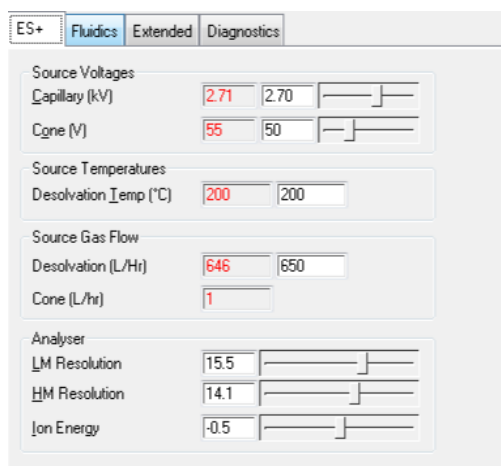 ES+ Fluidics Extended Diagnostics
Source Voltages
Capillary (kV) 2.71 2.70
Cone (V) 55 50
Source Temperatures
Desolvation Temp (°C) 200 200
Source Gas Flow
Desolvation (L/Hr) 646 650
Cone (L/hr) 1
Analyser
LM Resolution 15.5
HM Resolution 14.1
Ion Energy -0.5